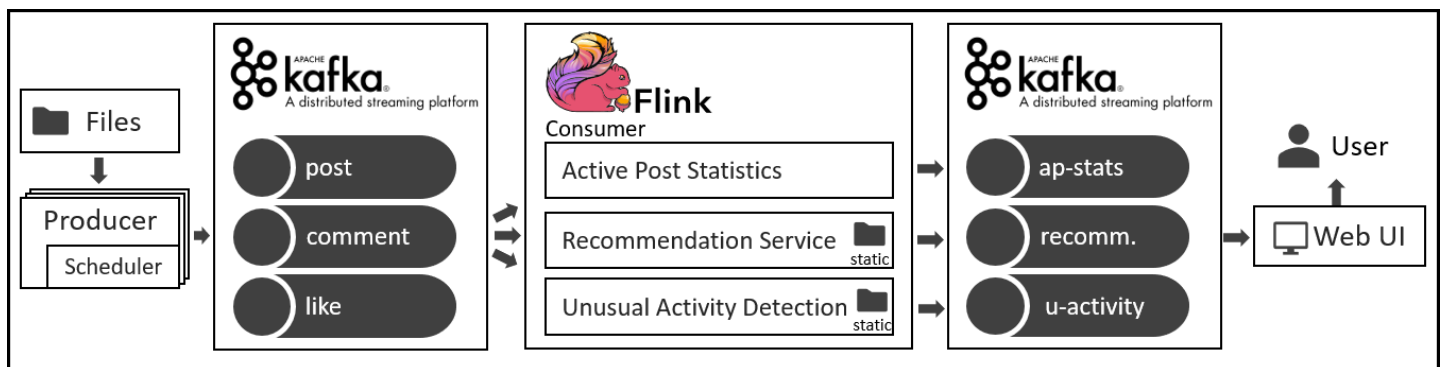 Files
Producer
Scheduler
APACHE
kafka®
A distributed streaming platform
post
comment
like
Flink
Consumer
Active Post Statistics
Recommendation Service
static
Unusual Activity Detection
static
APACHE
kafka®
A distributed streaming platform
ap-stats
recomm.
u-activity
User
Web UI